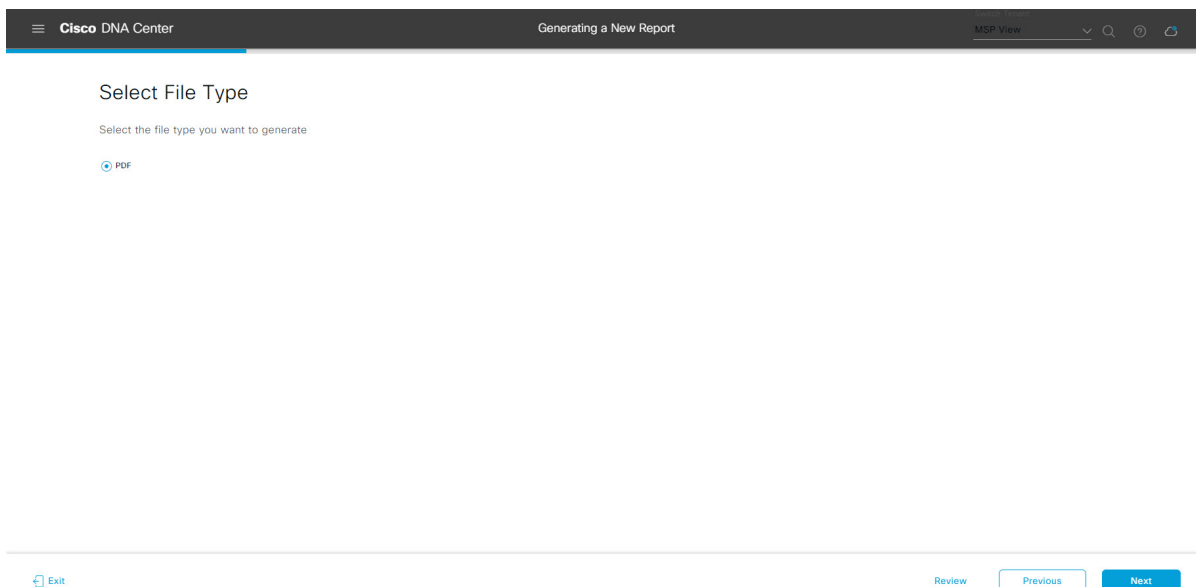 Cisco DNA Center
Generating a New Report
MSP View
Select File Type
Select the file type you want to generate
PDF
Exit
Review
Previous
Next